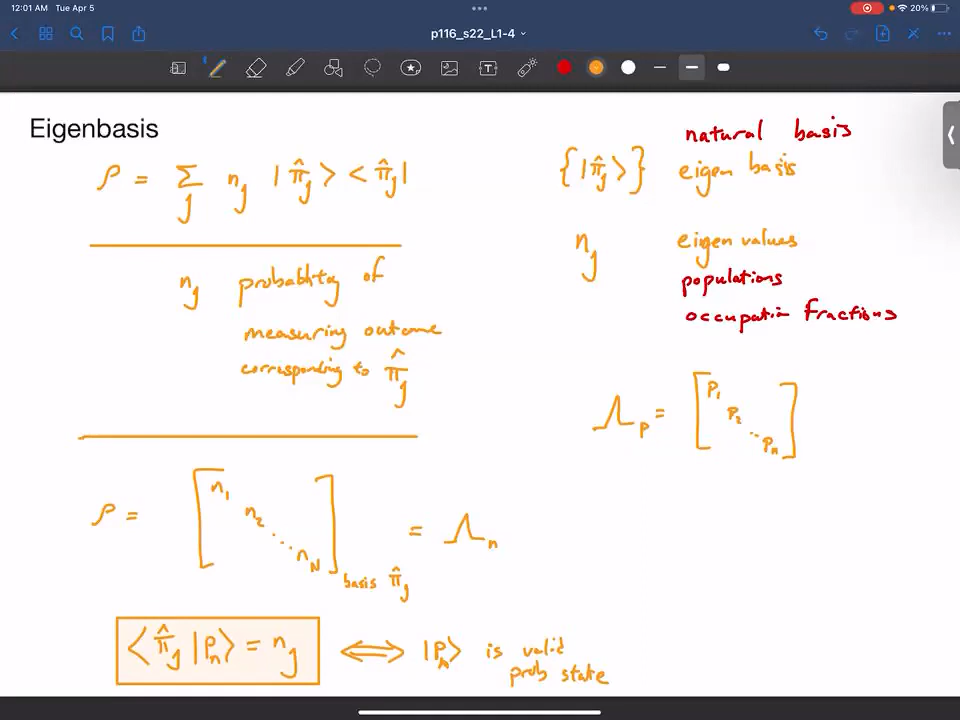 12:01 AM Tue Apr 5
20%
p116_s22_L1-4
Eigenbasis
natural basis
ρ = Σ_j n_j |π̂_j> <π̂_j|
{|π̂_j>} eigen basis
n_j eigen values
populations
occupation fractions
n_j probability of
measuring outcome
corresponding to π̂_j
Λ_p = [p_1 p_2 ⋱ p_n]
ρ = [n_1 n_2 ⋱ n_N] basis π̂_j = Λ_n
<π̂_j|p_n> = n_j ⟺ |p_n> is valid
prob state